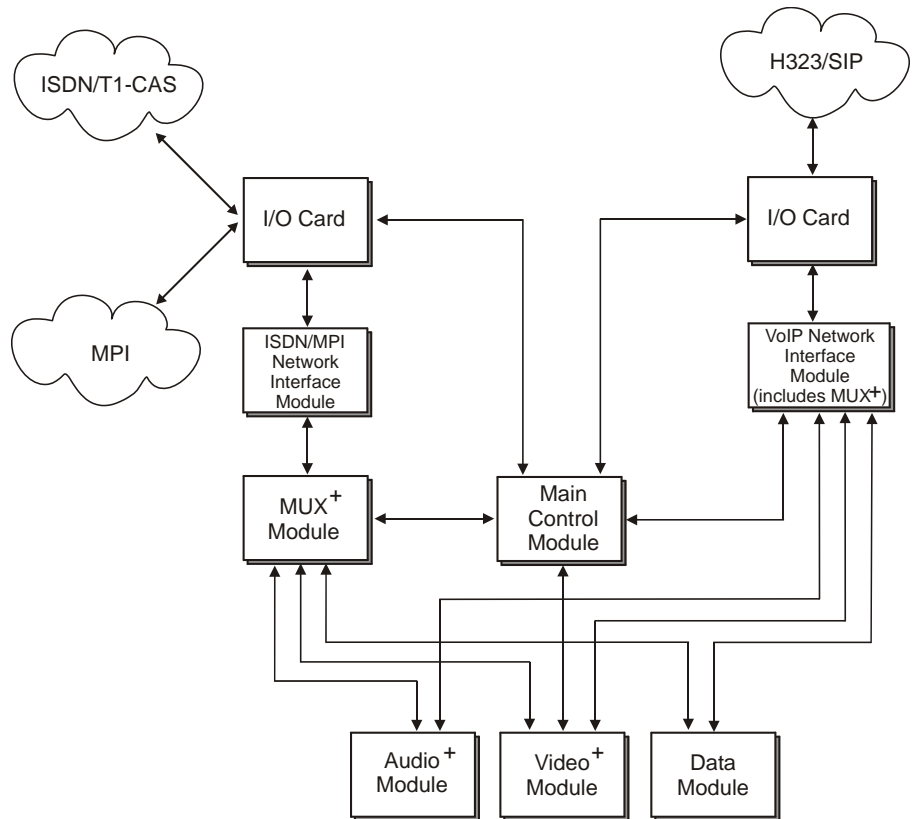 ISDN/T1-CAS
H323/SIP
I/O Card
I/O Card
MPI
ISDN/MPI
Network
Interface
Module
VoIP Network
Interface
Module
(includes MUX+)
MUX+
Module
Main
Control
Module
Audio+
Module
Video+
Module
Data
Module